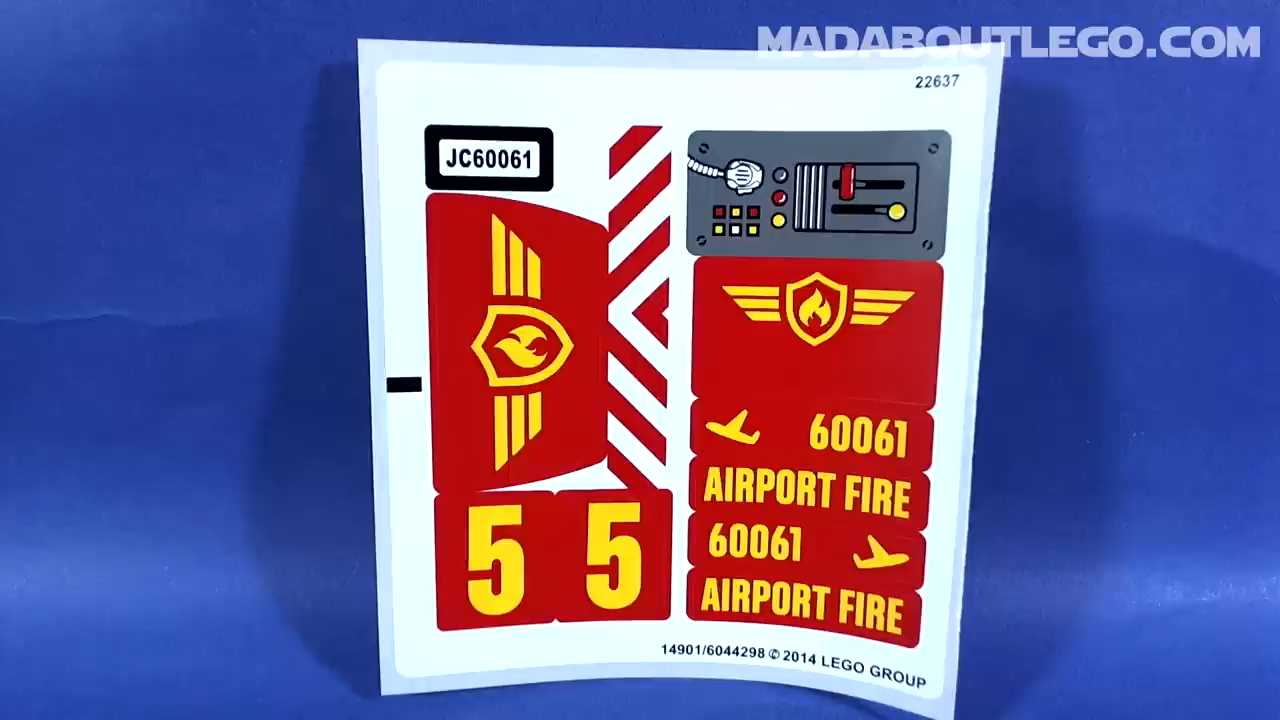 MADABOUTLEGO.COM
22637
JC60061
60061
AIRPORT FIRE
60061
AIRPORT FIRE
5 5
14901/6044298 © 2014 LEGO GROUP